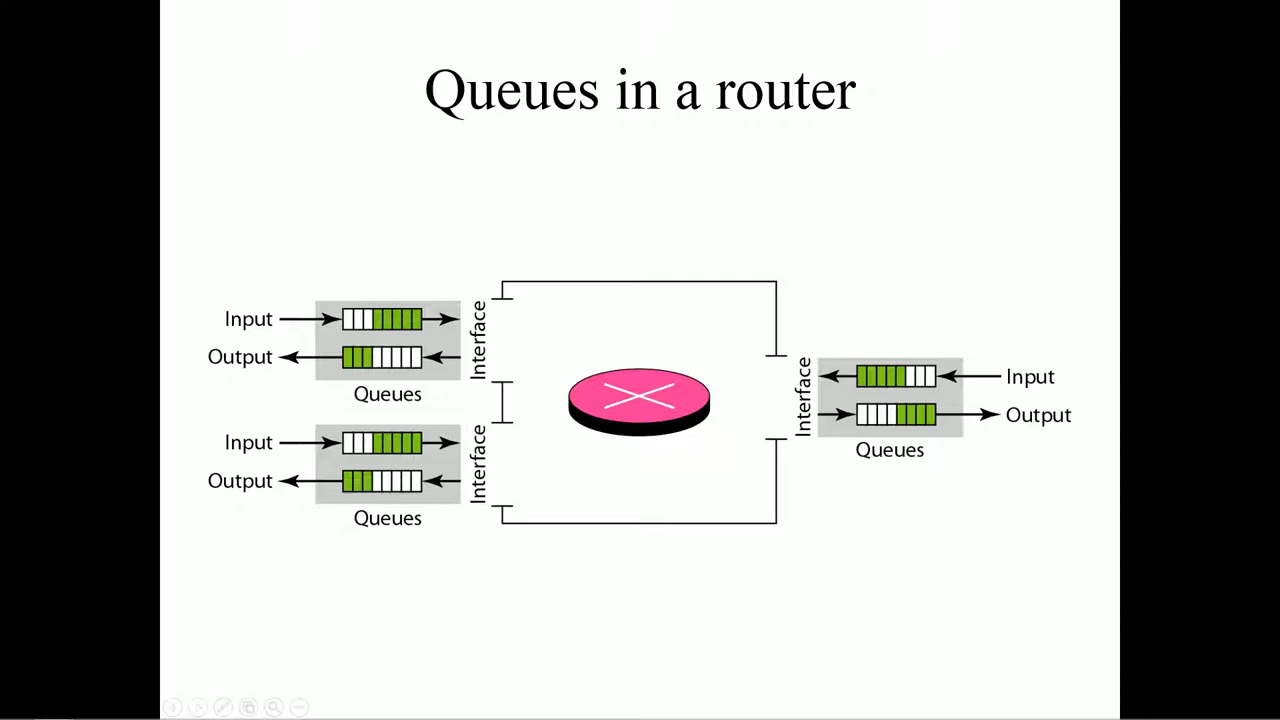 Queues in a router
Input
Output
Interface
Queues
Input
Output
Interface
Queues
Interface
Input
Output
Queues